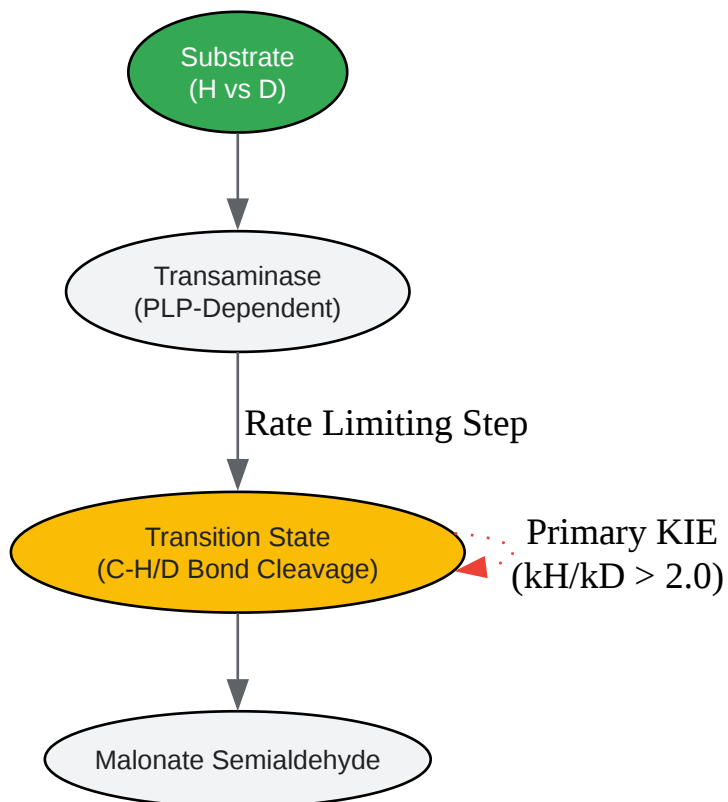 Substrate
(H vs D)
Transaminase
(PLP-Dependent)
Rate Limiting Step
Transition State
(C-H/D Bond Cleavage)
Primary KIE
(kH/kD > 2.0)
Malonate Semialdehyde